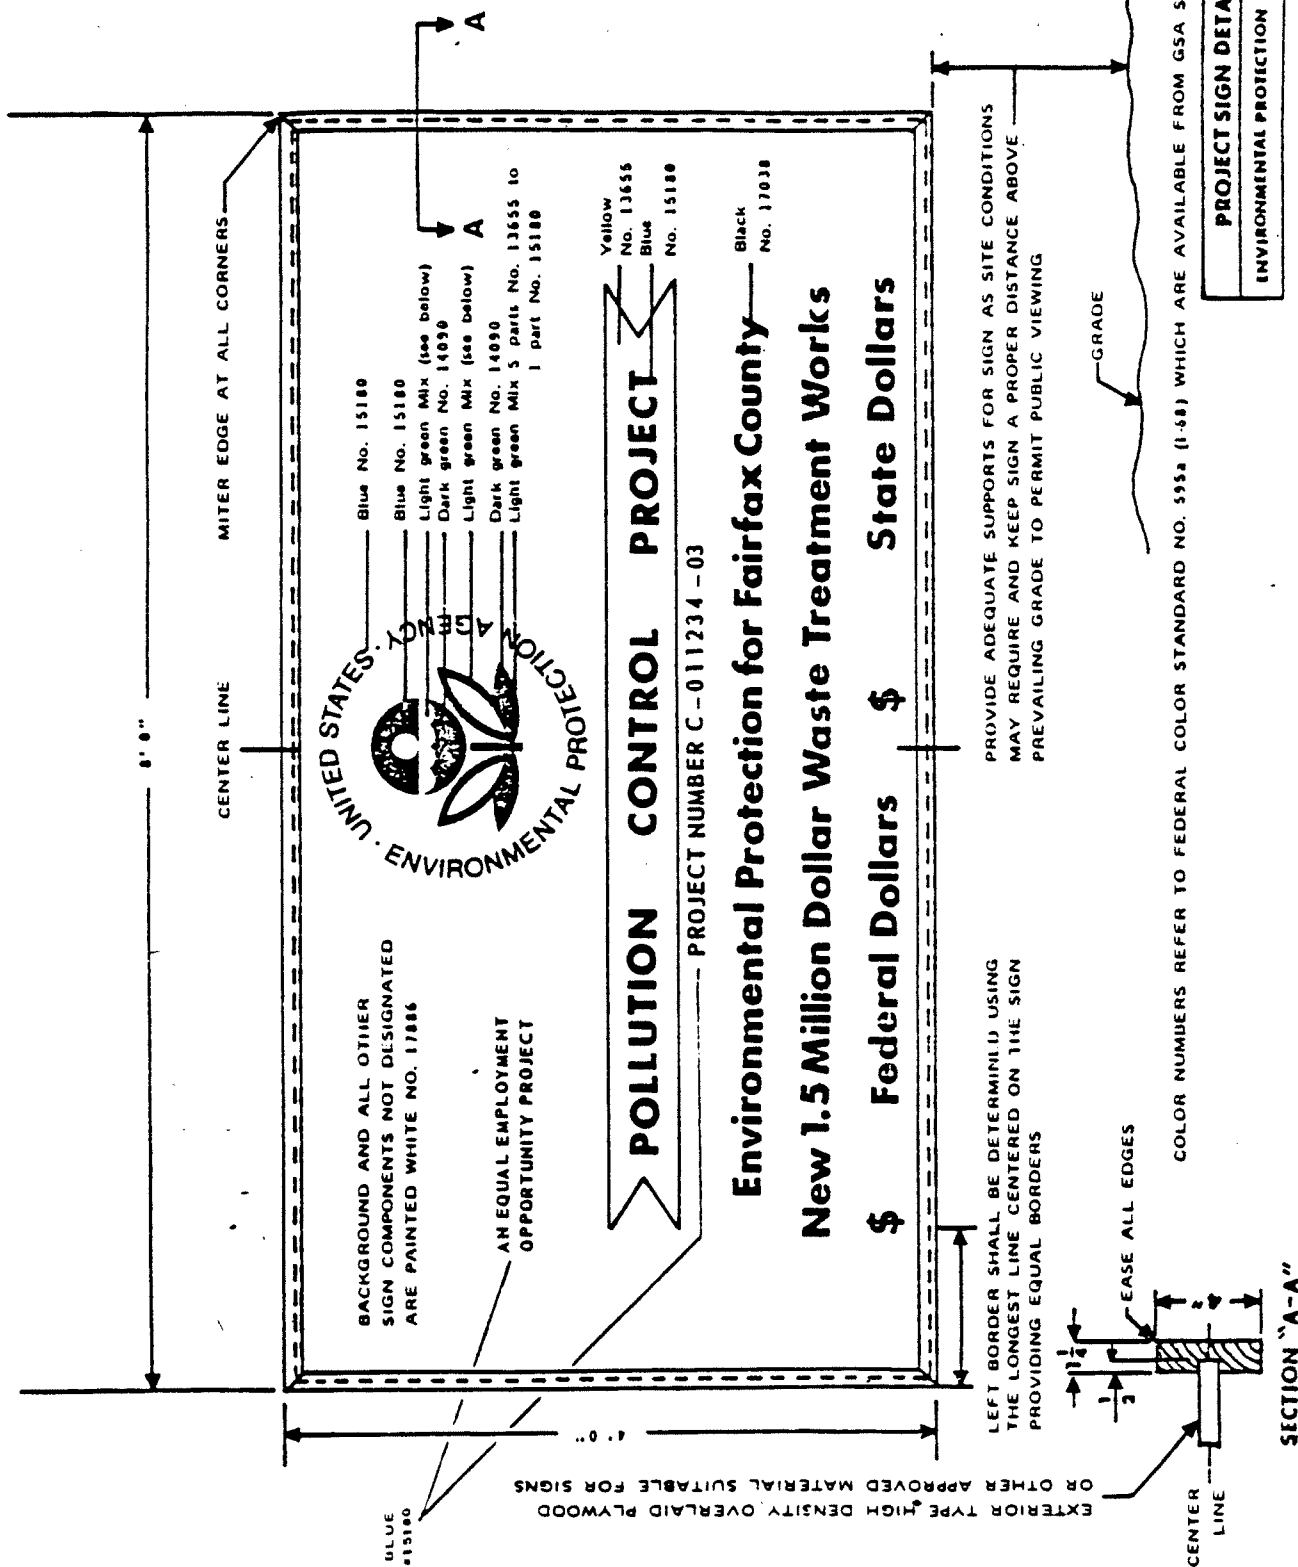 8' 0"
CENTER LINE
MITER EDGE AT ALL CORNERS
A
A
BACKGROUND AND ALL OTHER
SIGN COMPONENTS NOT DESIGNATED
ARE PAINTED WHITE NO. 17886
UNITED STATES · ENVIRONMENTAL PROTECTION AGENCY ·
Blue No. 15180
Blue No. 15180
Light green Mix (see below)
Dark green No. 14090
Light green Mix (see below)
Dark green No. 14090
Light green Mix 5 parts No. 13655 to
1 part No. 15180
AN EQUAL EMPLOYMENT
OPPORTUNITY PROJECT
BLUE
#15180
4' 0"
POLLUTION CONTROL PROJECT
Yellow
No. 13655
Blue
No. 15180
PROJECT NUMBER C-011234-03
Environmental Protection for Fairfax County
Black
No. 17038
New 1.5 Million Dollar Waste Treatment Works
$ Federal Dollars $ State Dollars
LEFT BORDER SHALL BE DETERMINED USING
THE LONGEST LINE CENTERED ON THE SIGN
PROVIDING EQUAL BORDERS
PROVIDE ADEQUATE SUPPORTS FOR SIGN AS SITE CONDITIONS
MAY REQUIRE AND KEEP SIGN A PROPER DISTANCE ABOVE
PREVAILING GRADE TO PERMIT PUBLIC VIEWING
GRADE
EXTERIOR TYPE HIGH DENSITY OVERLAID PLYWOOD
OR OTHER APPROVED MATERIAL SUITABLE FOR SIGNS
1 1/4
1/2
EASE ALL EDGES
CENTER
LINE
SECTION "A-A"
COLOR NUMBERS REFER TO FEDERAL COLOR STANDARD NO. 595a (1-68) WHICH ARE AVAILABLE FROM GSA S
PROJECT SIGN DETA
ENVIRONMENTAL PROTECTION